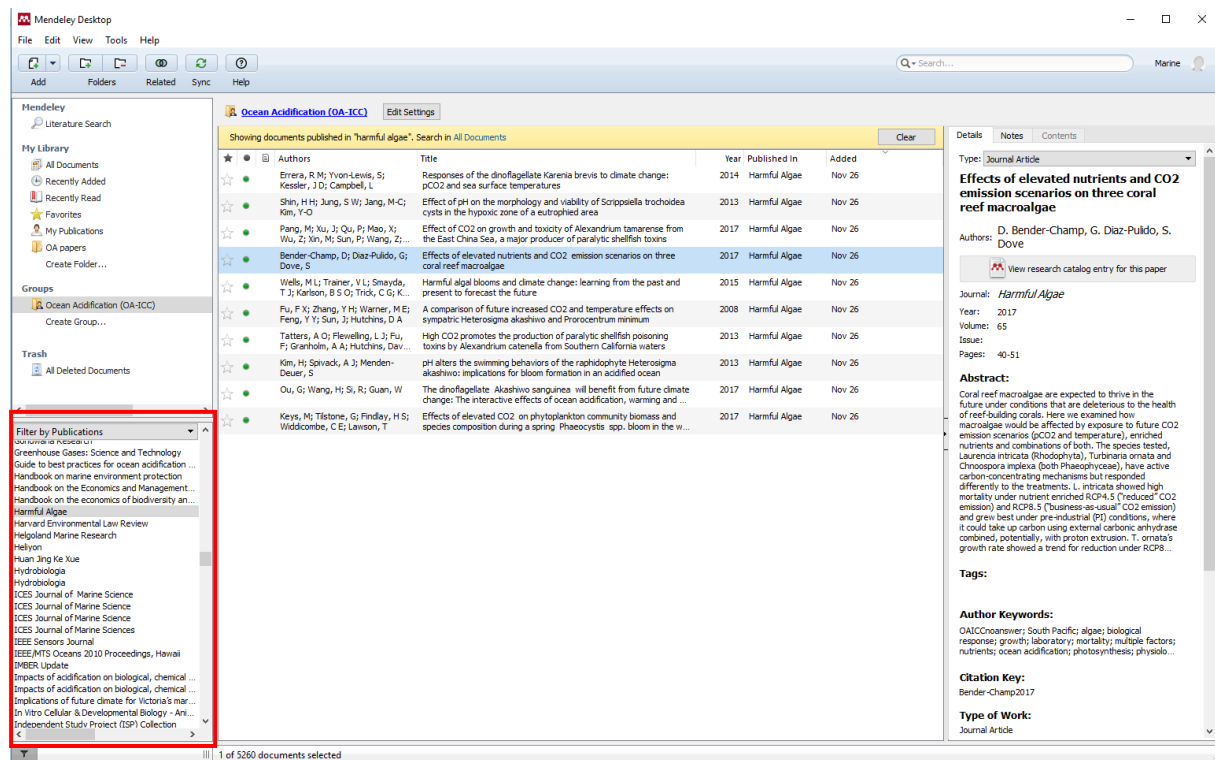 Mendeley Desktop
File Edit View Tools Help
Add Folders Related Sync Help
Search...
Marine
Mendeley
Literature Search
My Library
All Documents
Recently Added
Recently Read
Favorites
My Publications
OA papers
Create Folder...
Groups
Ocean Acidification (OA-ICC)
Create Group...
Trash
All Deleted Documents
Filter by Publications
Gondwana Research
Greenhouse Gases: Science and Technology
Guide to best practices for ocean acidification ...
Handbook on marine environment protection
Handbook on the Economics and Management...
Handbook on the economics of biodiversity an...
Harmful Algae
Harvard Environmental Law Review
Helgoland Marine Research
Heliyon
Huan Jing Ke Xue
Hydrobiologia
Hydrobiologia
ICES Journal of Marine Science
ICES Journal of Marine Science
ICES Journal of Marine Science
ICES Journal of Marine Sciences
IEEE Sensors Journal
IEEE/MTS Oceans 2010 Proceedings, Hawaii
IMBER Update
Impacts of acidification on biological, chemical ...
Impacts of acidification on biological, chemical ...
Implications of future climate for Victoria's mar...
In Vitro Cellular & Developmental Biology - Ani...
Independent Study Project (ISP) Collection
Ocean Acidification (OA-ICC) Edit Settings
Showing documents published in "harmful algae". Search in All Documents Clear
Authors Title Year Published In Added
Errera, R M; Yvon-Lewis, S; Responses of the dinoflagellate Karenia brevis to climate change: 2014 Harmful Algae Nov 26
Kessler, J D; Campbell, L pCO2 and sea surface temperatures
Shin, H H; Jung, S W; Jang, M-C; Effect of pH on the morphology and viability of Scrippsiella trochoidea 2013 Harmful Algae Nov 26
Kim, Y-O cysts in the hypoxic zone of a eutrophied area
Pang, M; Xu, J; Qu, P; Mao, X; Effect of CO2 on growth and toxicity of Alexandrium tamarense from 2017 Harmful Algae Nov 26
Wu, Z; Xin, M; Sun, P; Wang, Z;... the East China Sea, a major producer of paralytic shellfish toxins
Bender-Champ, D; Diaz-Pulido, G; Effects of elevated nutrients and CO2 emission scenarios on three 2017 Harmful Algae Nov 26
Dove, S coral reef macroalgae
Wells, M L; Trainer, V L; Smayda, Harmful algal blooms and climate change: learning from the past and 2015 Harmful Algae Nov 26
T J; Karlson, B S O; Trick, C G; K... present to forecast the future
Fu, F X; Zhang, Y H; Warner, M E; A comparison of future increased CO2 and temperature effects on 2008 Harmful Algae Nov 26
Feng, Y Y; Sun, J; Hutchins, D A sympatric Heterosigma akashiwo and Prorocentrum minimum
Tatters, A O; Flewelling, L J; Fu, High CO2 promotes the production of paralytic shellfish poisoning 2013 Harmful Algae Nov 26
F; Granholm, A A; Hutchins, Dav... toxins by Alexandrium catenella from Southern California waters
Kim, H; Spivack, A J; Menden- pH alters the swimming behaviors of the raphidophyte Heterosigma 2013 Harmful Algae Nov 26
Deuer, S akashiwo: implications for bloom formation in an acidified ocean
Ou, G; Wang, H; Si, R; Guan, W The dinoflagellate Akashiwo sanguinea will benefit from future climate 2017 Harmful Algae Nov 26
change: The interactive effects of ocean acidification, warming and ...
Keys, M; Tilstone, G; Findlay, H S; Effects of elevated CO2 on phytoplankton community biomass and 2017 Harmful Algae Nov 26
Widdicombe, C E; Lawson, T species composition during a spring Phaeocystis spp. bloom in the w...
Details Notes Contents
Type: Journal Article
Effects of elevated nutrients and CO2
emission scenarios on three coral
reef macroalgae
Authors: D. Bender-Champ, G. Diaz-Pulido, S.
Dove
View research catalog entry for this paper
Journal: Harmful Algae
Year: 2017
Volume: 65
Issue:
Pages: 40-51
Abstract:
Coral reef macroalgae are expected to thrive in the
future under conditions that are deleterious to the health
of reef-building corals. Here we examined how
macroalgae would be affected by exposure to future CO2
emission scenarios (pCO2 and temperature), enriched
nutrients and combinations of both. The species tested,
Laurencia intricata (Rhodophyta), Turbinaria ornata and
Chnoospora implexa (both Phaeophyceae), have active
carbon-concentrating mechanisms but responded
differently to the treatments. L. intricata showed high
mortality under nutrient enriched RCP4.5 ("reduced" CO2
emission) and RCP8.5 ("business-as-usual" CO2 emission)
and grew best under pre-industrial (PI) conditions, where
it could take up carbon using external carbonic anhydrase
combined, potentially, with proton extrusion. T. ornata's
growth rate showed a trend for reduction under RCP8...
Tags:
Author Keywords:
OAICCnoanswer; South Pacific; algae; biological
response; growth; laboratory; mortality; multiple factors;
nutrients; ocean acidification; photosynthesis; physiolo...
Citation Key:
Bender-Champ2017
Type of Work:
Journal Article
1 of 5260 documents selected